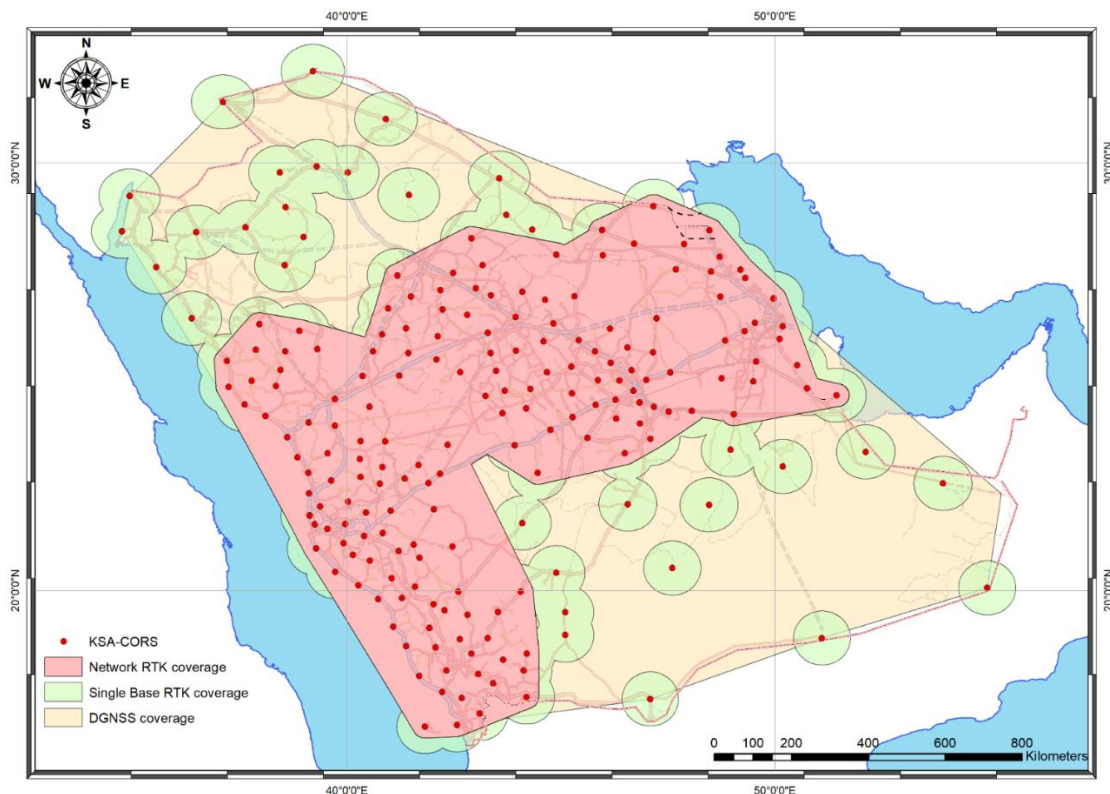 40°0'0"E 50°0'0"E
N
W E
S
30°0'0"N 30°0'0"N
20°0'0"N 20°0'0"N
KSA-CORS
Network RTK coverage
Single Base RTK coverage
DGNSS coverage
0 100 200 400 600 800
Kilometers
40°0'0"E 50°0'0"E